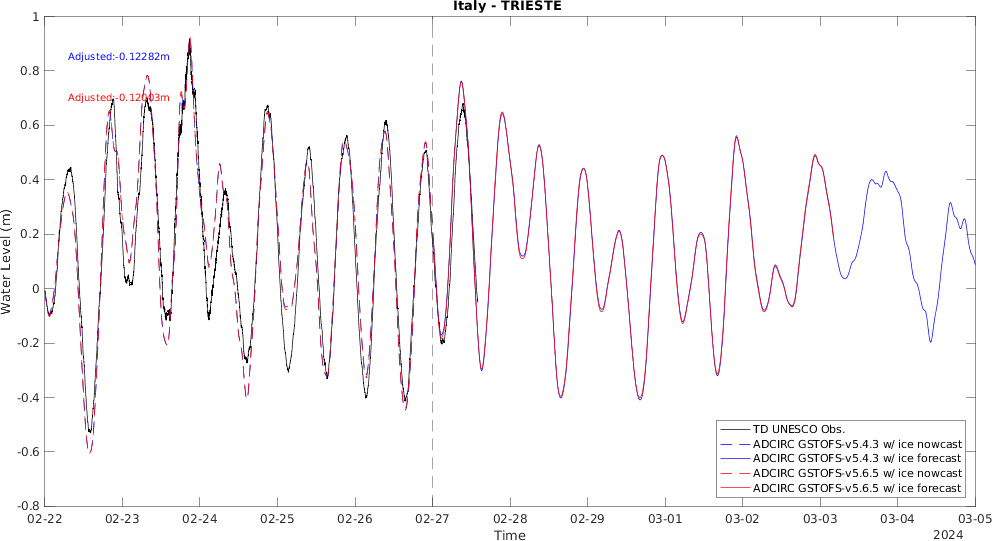 Italy - TRIESTE
Water Level (m)
1
0.8
0.6
0.4
0.2
0
-0.2
-0.4
-0.6
-0.8
Adjusted:-0.12282m
Adjusted:-0.12003m
TD UNESCO Obs.
ADCIRC GSTOFS-v5.4.3 w/ ice nowcast
ADCIRC GSTOFS-v5.4.3 w/ ice forecast
ADCIRC GSTOFS-v5.6.5 w/ ice nowcast
ADCIRC GSTOFS-v5.6.5 w/ ice forecast
02-22 02-23 02-24 02-25 02-26 02-27 02-28 02-29 03-01 03-02 03-03 03-04 03-05
Time
2024